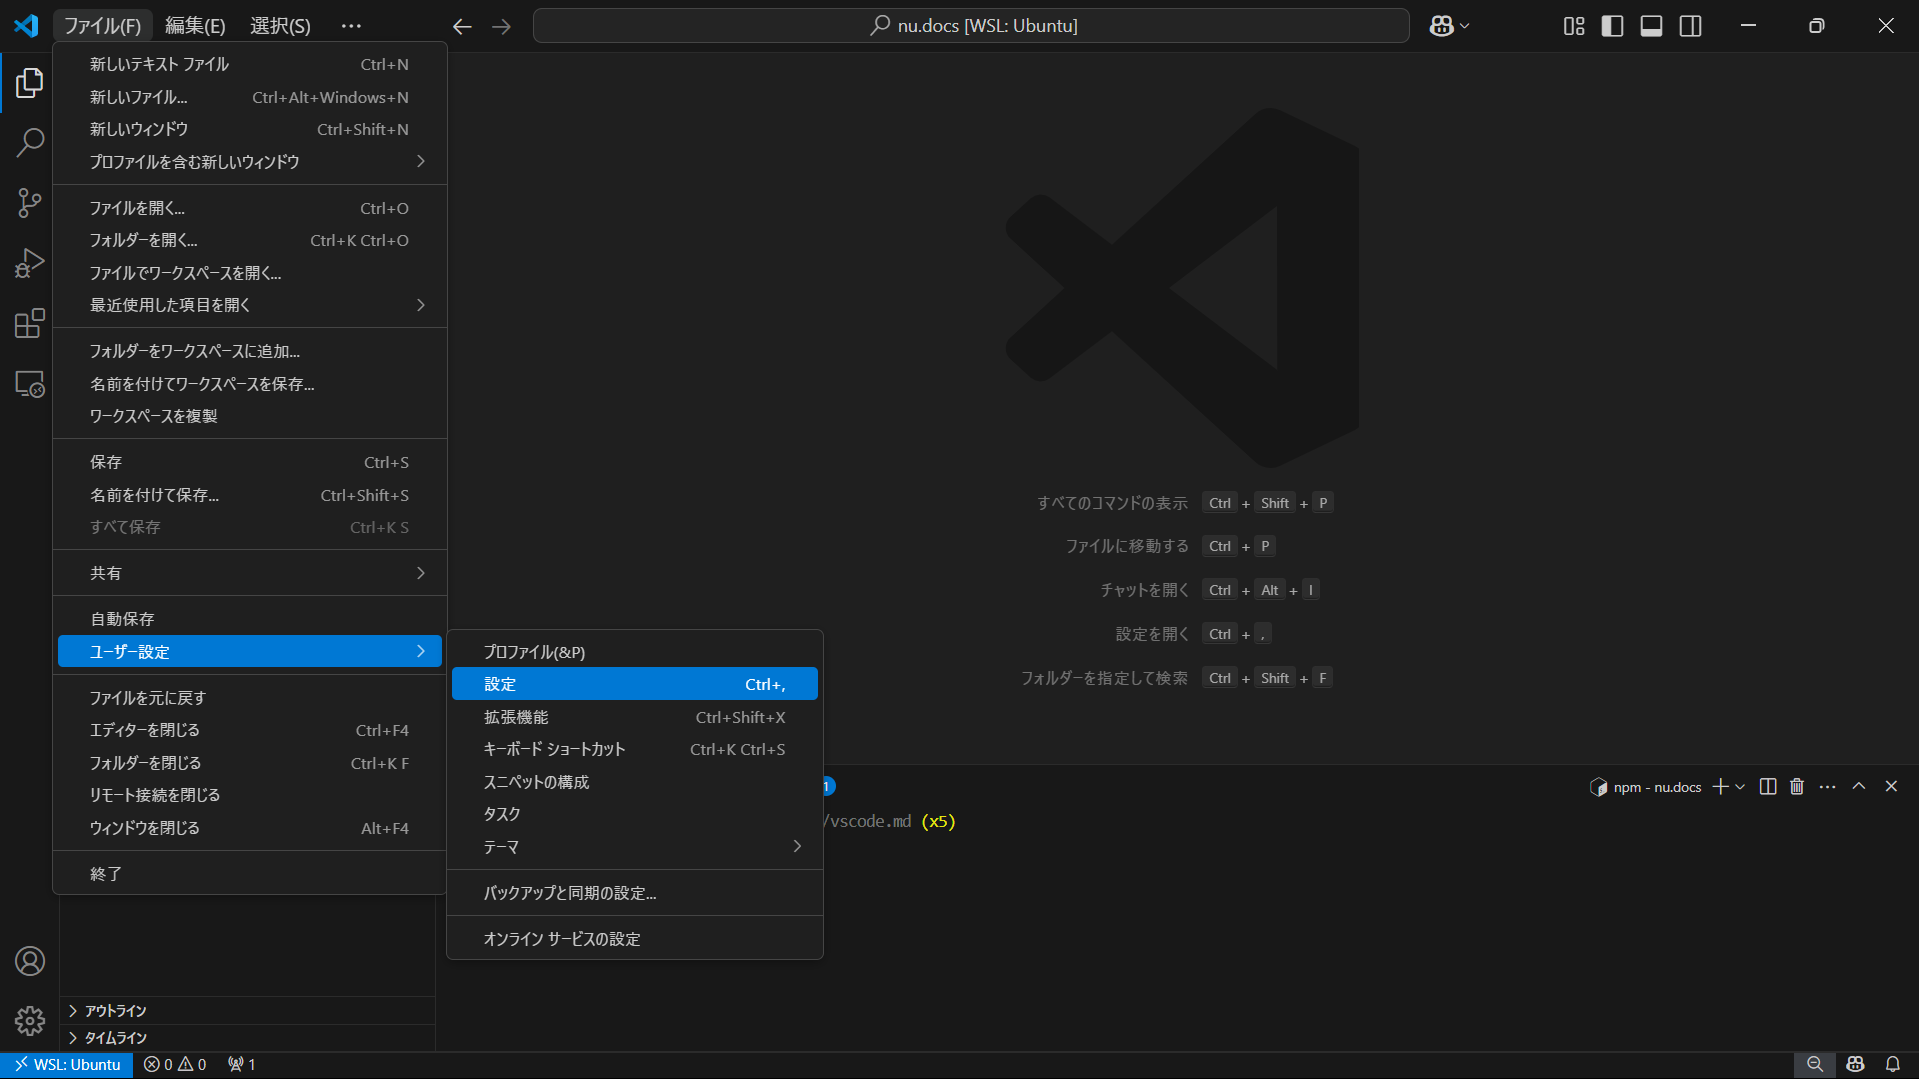 ファイル(F) 編集(E) 選択(S) ···
nu.docs [WSL: Ubuntu]
新しいテキスト ファイル Ctrl+N
新しいファイル... Ctrl+Alt+Windows+N
新しいウィンドウ Ctrl+Shift+N
プロファイルを含む新しいウィンドウ
ファイルを開く... Ctrl+O
フォルダーを開く... Ctrl+K Ctrl+O
ファイルでワークスペースを開く...
最近使用した項目を開く
フォルダーをワークスペースに追加...
名前を付けてワークスペースを保存...
ワークスペースを複製
保存 Ctrl+S
名前を付けて保存... Ctrl+Shift+S
すべて保存 Ctrl+K S
共有
自動保存
ユーザー設定
ファイルを元に戻す
エディターを閉じる Ctrl+F4
フォルダーを閉じる Ctrl+K F
リモート接続を閉じる
ウィンドウを閉じる Alt+F4
終了
プロファイル(&P)
設定 Ctrl+,
拡張機能 Ctrl+Shift+X
キーボード ショートカット Ctrl+K Ctrl+S
スニペットの構成
タスク
テーマ
バックアップと同期の設定...
オンライン サービスの設定
すべてのコマンドの表示 Ctrl + Shift + P
ファイルに移動する Ctrl + P
チャットを開く Ctrl + Alt + I
設定を開く Ctrl + ,
フォルダーを指定して検索 Ctrl + Shift + F
1
npm - nu.docs
/vscode.md (x5)
アウトライン
タイムライン
WSL: Ubuntu 0 0 1